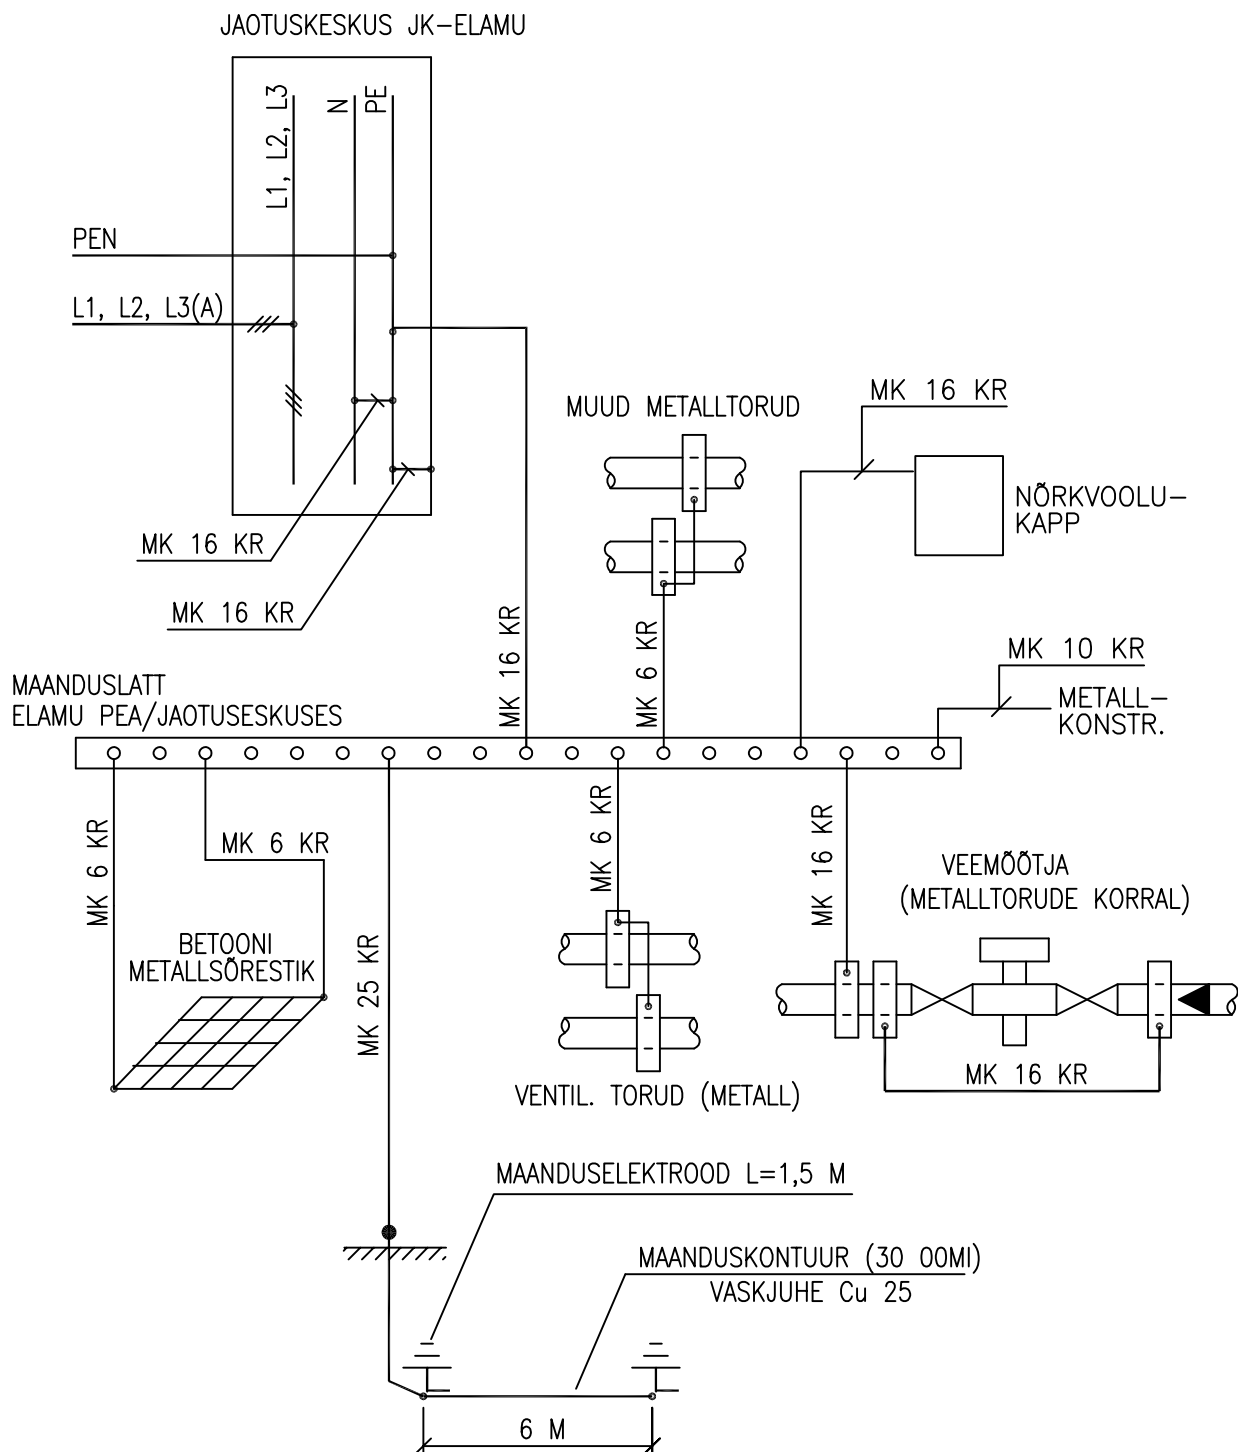 JAOTUSKESKUS JK-ELAMU
L1, L2, L3
N
PE
PEN
L1, L2, L3(A)
MK 16 KR
MK 16 KR
MK 16 KR
MUUD METALLTORUD
MK 6 KR
MK 16 KR
NÕRKVOOLU-
KAPP
MK 10 KR
METALL-
KONSTR.
MAANDUSLATT
ELAMU PEA/JAOTUSESKUSES
MK 6 KR
MK 6 KR
BETOONI
METALLSÕRESTIK
MK 25 KR
MK 6 KR
VENTIL. TORUD (METALL)
MK 16 KR
VEEMÕÕTJA
(METALLTORUDE KORRAL)
MK 16 KR
MAANDUSELEKTROOD L=1,5 M
MAANDUSKONTUUR (30 OOMI)
VASKJUHE Cu 25
6 M